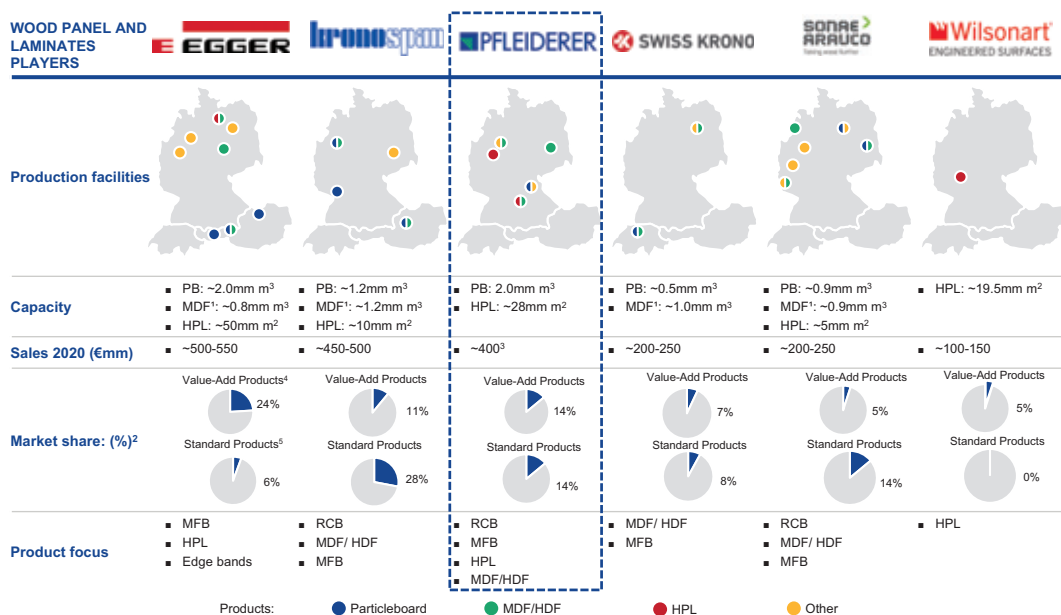 WOOD PANEL AND
LAMINATES
PLAYERS
E EGGER
kronospan
PFLEIDERER
SWISS KRONO
SONAE
ARAUCO
Taking wood further
Wilsonart®
ENGINEERED SURFACES
Production facilities
Capacity
▪ PB: ~2.0mm m³
▪ MDF¹: ~0.8mm m³
▪ HPL: ~50mm m²
▪ PB: ~1.2mm m³
▪ MDF¹: ~1.2mm m³
▪ HPL: ~10mm m²
▪ PB: 2.0mm m³
▪ HPL: ~28mm m²
▪ PB: ~0.5mm m³
▪ MDF¹: ~1.0mm m³
▪ PB: ~0.9mm m³
▪ MDF¹: ~0.9mm m³
▪ HPL: ~5mm m²
▪ HPL: ~19.5mm m²
Sales 2020 (€mm)
▪ ~500-550
▪ ~450-500
▪ ~400³
▪ ~200-250
▪ ~200-250
▪ ~100-150
Market share: (%)²
Value-Add Products⁴
24%
Standard Products⁵
6%
Value-Add Products
11%
Standard Products
28%
Value-Add Products
14%
Standard Products
14%
Value-Add Products
7%
Standard Products
8%
Value-Add Products
5%
Standard Products
14%
Value-Add Products
5%
Standard Products
0%
Product focus
▪ MFB
▪ HPL
▪ Edge bands
▪ RCB
▪ MDF/ HDF
▪ MFB
▪ RCB
▪ MFB
▪ HPL
▪ MDF/HDF
▪ MDF/ HDF
▪ MFB
▪ RCB
▪ MDF/ HDF
▪ MFB
▪ HPL
Products:
Particleboard
MDF/HDF
HPL
Other